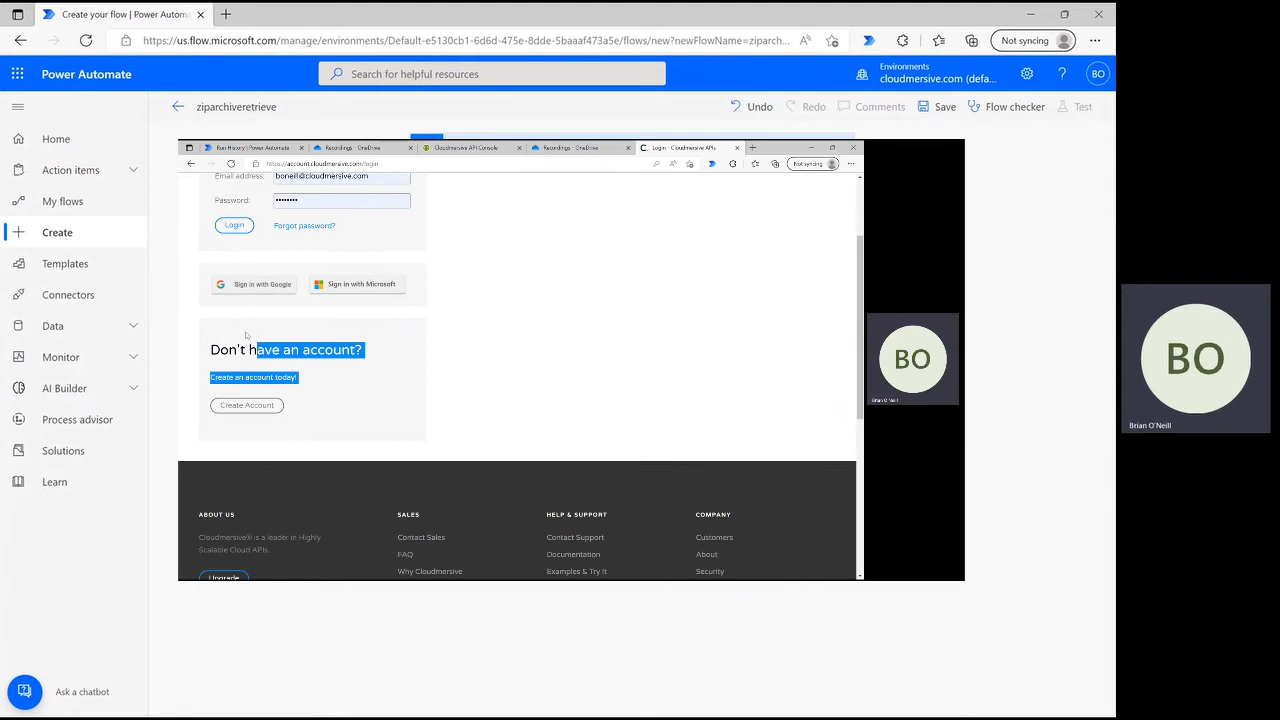 Create your flow | Power Automa
https://us.flow.microsoft.com/manage/environments/Default-e5130cb1-6d6d-475e-8dde-5baaaf473a5e/flows/new?newFlowName=ziparch...
Not syncing
Power Automate
Search for helpful resources
Environments
cloudmersive.com (defa...
BO
ziparchiveretrieve
Undo
Redo
Comments
Save
Flow checker
Test
Home
Action items
My flows
Create
Templates
Connectors
Data
Monitor
AI Builder
Process advisor
Solutions
Learn
Ask a chatbot
Run History | Power Automate
Recordings - OneDrive
Cloudmersive API Console
Recordings - OneDrive
Login - Cloudmersive APIs
https://account.cloudmersive.com/login
Not syncing
Email address:
boneill@cloudmersive.com
Password:
Login
Forgot password?
Sign in with Google
Sign in with Microsoft
Don't have an account?
Create an account today!
Create Account
ABOUT US
Cloudmersive® is a leader in Highly
Scalable Cloud APIs.
Upgrade
SALES
Contact Sales
FAQ
Why Cloudmersive
HELP & SUPPORT
Contact Support
Documentation
Examples & Try It
COMPANY
Customers
About
Security
BO
Brian O'Neill
BO
Brian O'Neill